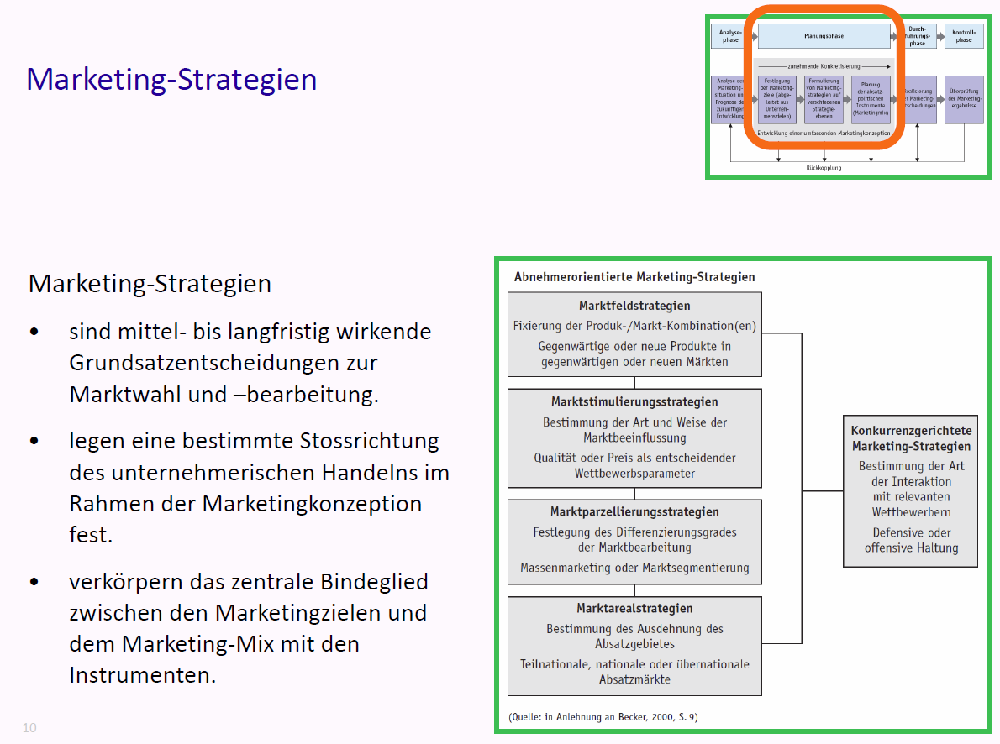 Marketing-Strategien
Analyse-
phase
Planungsphase
Durch-
führungs-
phase
Kontroll-
phase
zunehmende Konkretisierung
Analyse der
Marketing-
situation und
Prognose der
zukünftigen
Entwicklung
Festlegung
der Marketing-
ziele (abge-
leitet aus
Unterneh-
menszielen)
Formulierung
von Marketing-
strategien auf
verschiedenen
Strategie-
ebenen
Planung
der absatz-
politischen
Instrumente
(Marketingmix)
Realisierung
der Marketing-
entscheidungen
Überprüfung
der Marketing-
ergebnisse
Entwicklung einer umfassenden Marketingkonzeption
Rückkopplung
Marketing-Strategien
• sind mittel- bis langfristig wirkende
Grundsatzentscheidungen zur
Marktwahl und –bearbeitung.
• legen eine bestimmte Stossrichtung
des unternehmerischen Handelns im
Rahmen der Marketingkonzeption
fest.
• verkörpern das zentrale Bindeglied
zwischen den Marketingzielen und
dem Marketing-Mix mit den
Instrumenten.
Abnehmerorientierte Marketing-Strategien
Marktfeldstrategien
Fixierung der Produk-/Markt-Kombination(en)
Gegenwärtige oder neue Produkte in
gegenwärtigen oder neuen Märkten
Marktstimulierungsstrategien
Bestimmung der Art und Weise der
Marktbeeinflussung
Qualität oder Preis als entscheidender
Wettbewerbsparameter
Marktparzellierungsstrategien
Festlegung des Differenzierungsgrades
der Marktbearbeitung
Massenmarketing oder Marktsegmentierung
Marktarealstrategien
Bestimmung des Ausdehnung des
Absatzgebietes
Teilnationale, nationale oder übernationale
Absatzmärkte
Konkurrenzgerichtete
Marketing-Strategien
Bestimmung der Art
der Interaktion
mit relevanten
Wettbewerbern
Defensive oder
offensive Haltung
(Quelle: in Anlehnung an Becker, 2000, S. 9)
10